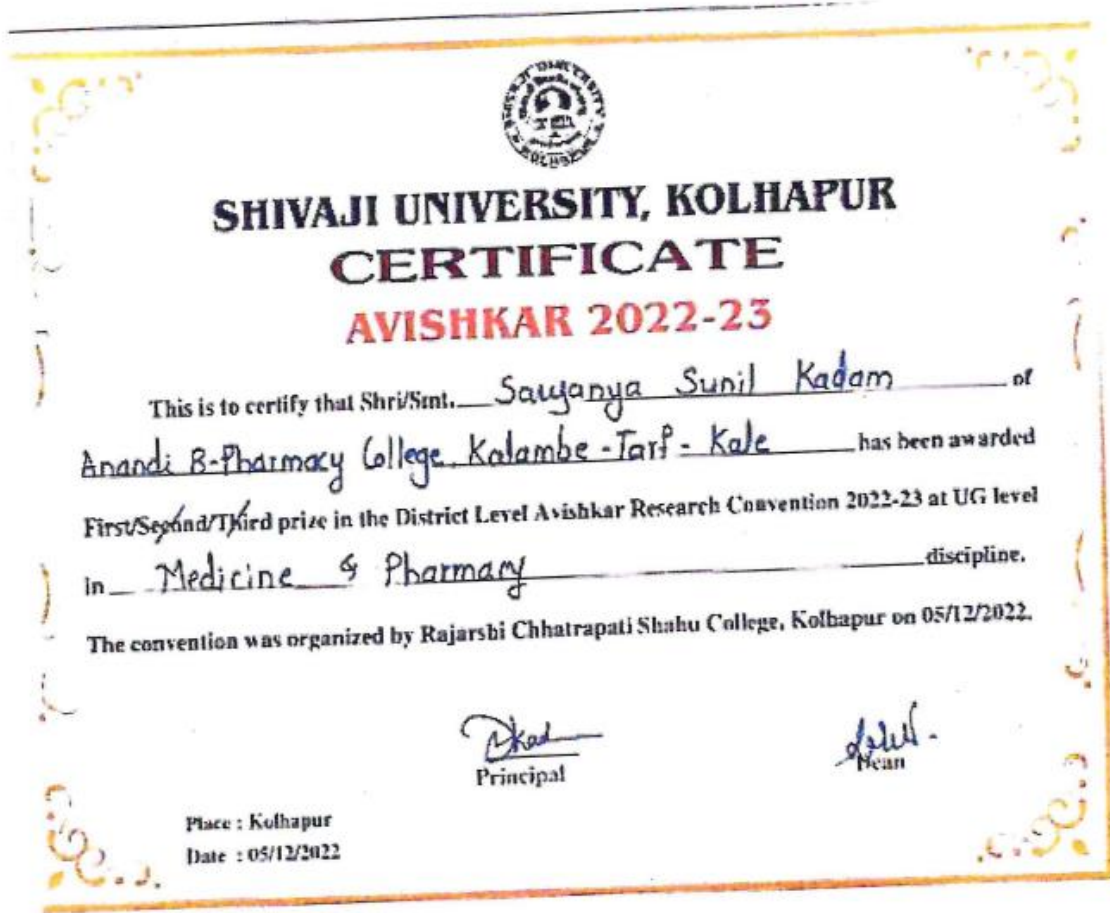 SHIVAJI UNIVERSITY, KOLHAPUR
CERTIFICATE
AVISHKAR 2022-23
This is to certify that Shri/Smt. Sauјanya Sunil Kadam of
Anandi B-Pharmacy College, Kalambe-Tarf-Kale has been awarded
First/Second/Third prize in the District Level Avishkar Research Convention 2022-23 at UG level
in Medicine & Pharmacy discipline.
The convention was organized by Rajarshi Chhatrapati Shahu College, Kolhapur on 05/12/2022.
Principal
Dean
Place : Kolhapur
Date : 05/12/2022